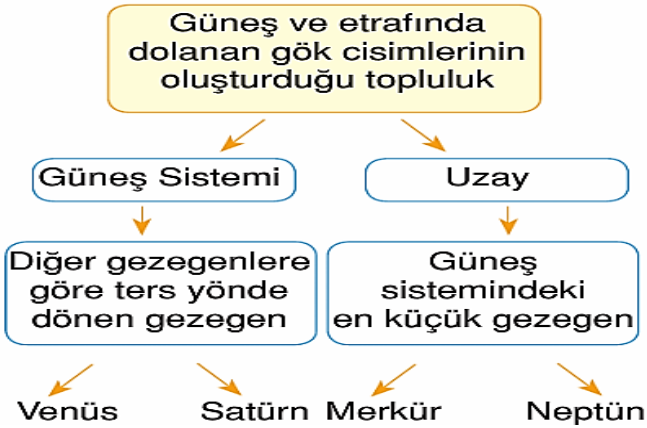 Güneş ve etrafında
dolanan gök cisimlerinin
oluşturduğu topluluk
Güneş Sistemi
Uzay
Diğer gezegenlere
göre ters yönde
dönen gezegen
Güneş
sistemindeki
en küçük gezegen
Venüs
Satürn
Merkür
Neptün